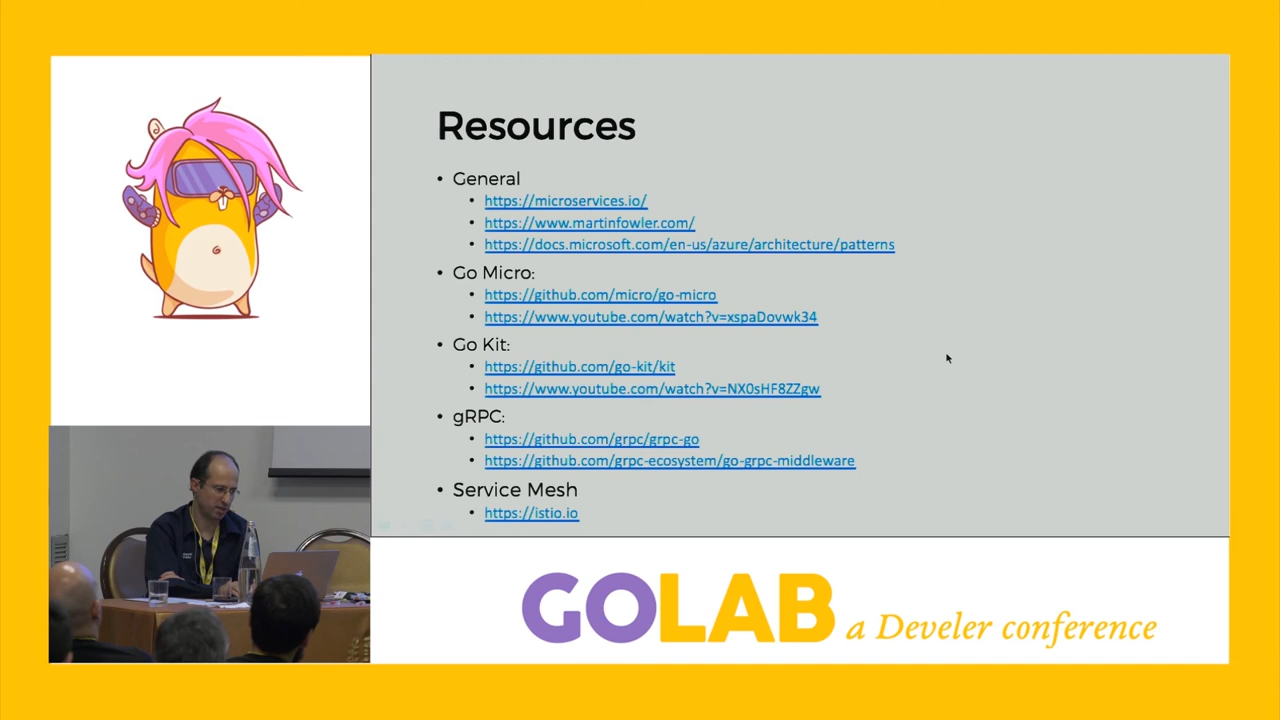 Resources
• General
• https://microservices.io/
• https://www.martinfowler.com/
• https://docs.microsoft.com/en-us/azure/architecture/patterns
• Go Micro:
• https://github.com/micro/go-micro
• https://www.youtube.com/watch?v=xspaDovwk34
• Go Kit:
• https://github.com/go-kit/kit
• https://www.youtube.com/watch?v=NX0sHF8ZZgw
• gRPC:
• https://github.com/grpc/grpc-go
• https://github.com/grpc-ecosystem/go-grpc-middleware
• Service Mesh
• https://istio.io
GOLAB a Develer conference